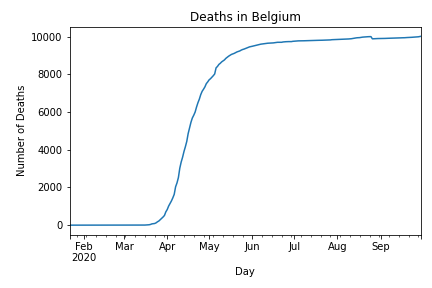 Deaths in Belgium
Number of Deaths
10000
8000
6000
4000
2000
0
Feb Mar Apr May Jun Jul Aug Sep
2020
Day